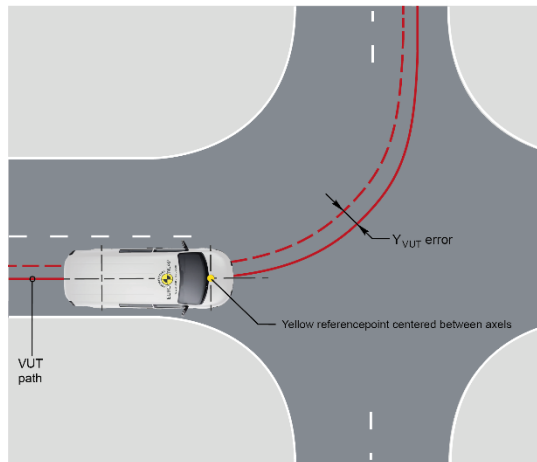 Y VUT error
Yellow referencepoint centered between axels
VUT
path